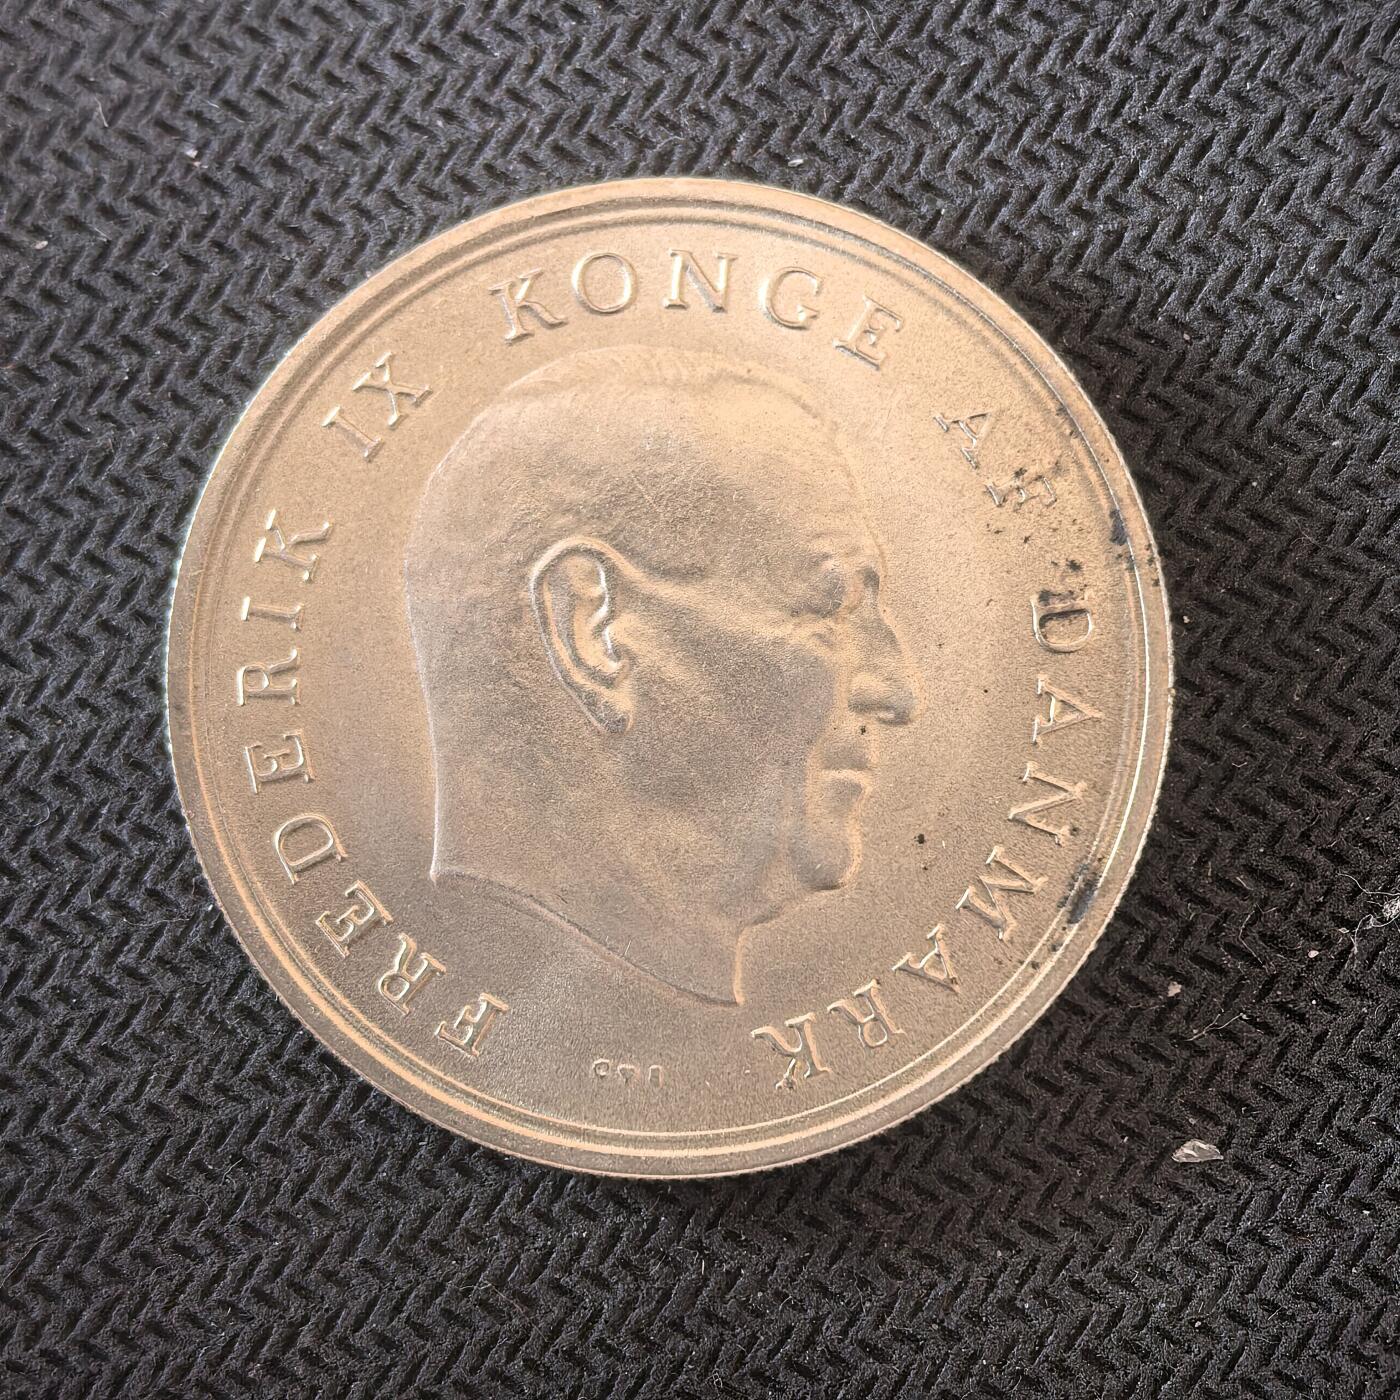 FREDERIK IX KONGE AF DANMARK